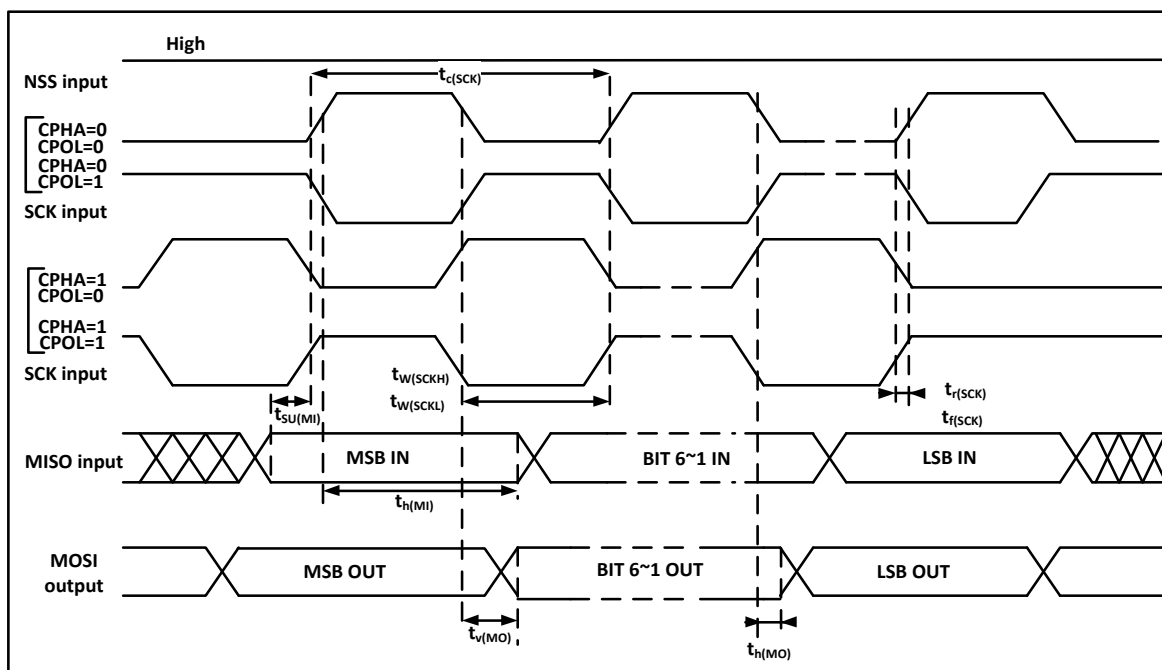 High
NSS input
tc(SCK)
CPHA=0
CPOL=0
CPHA=0
CPOL=1
SCK input
CPHA=1
CPOL=0
CPHA=1
CPOL=1
SCK input
tW(SCKH)
tW(SCKL)
tr(SCK)
tf(SCK)
tSU(MI)
MISO input
MSB IN
BIT 6~1 IN
LSB IN
th(MI)
MOSI
output
MSB OUT
BIT 6~1 OUT
LSB OUT
tv(MO)
th(MO)